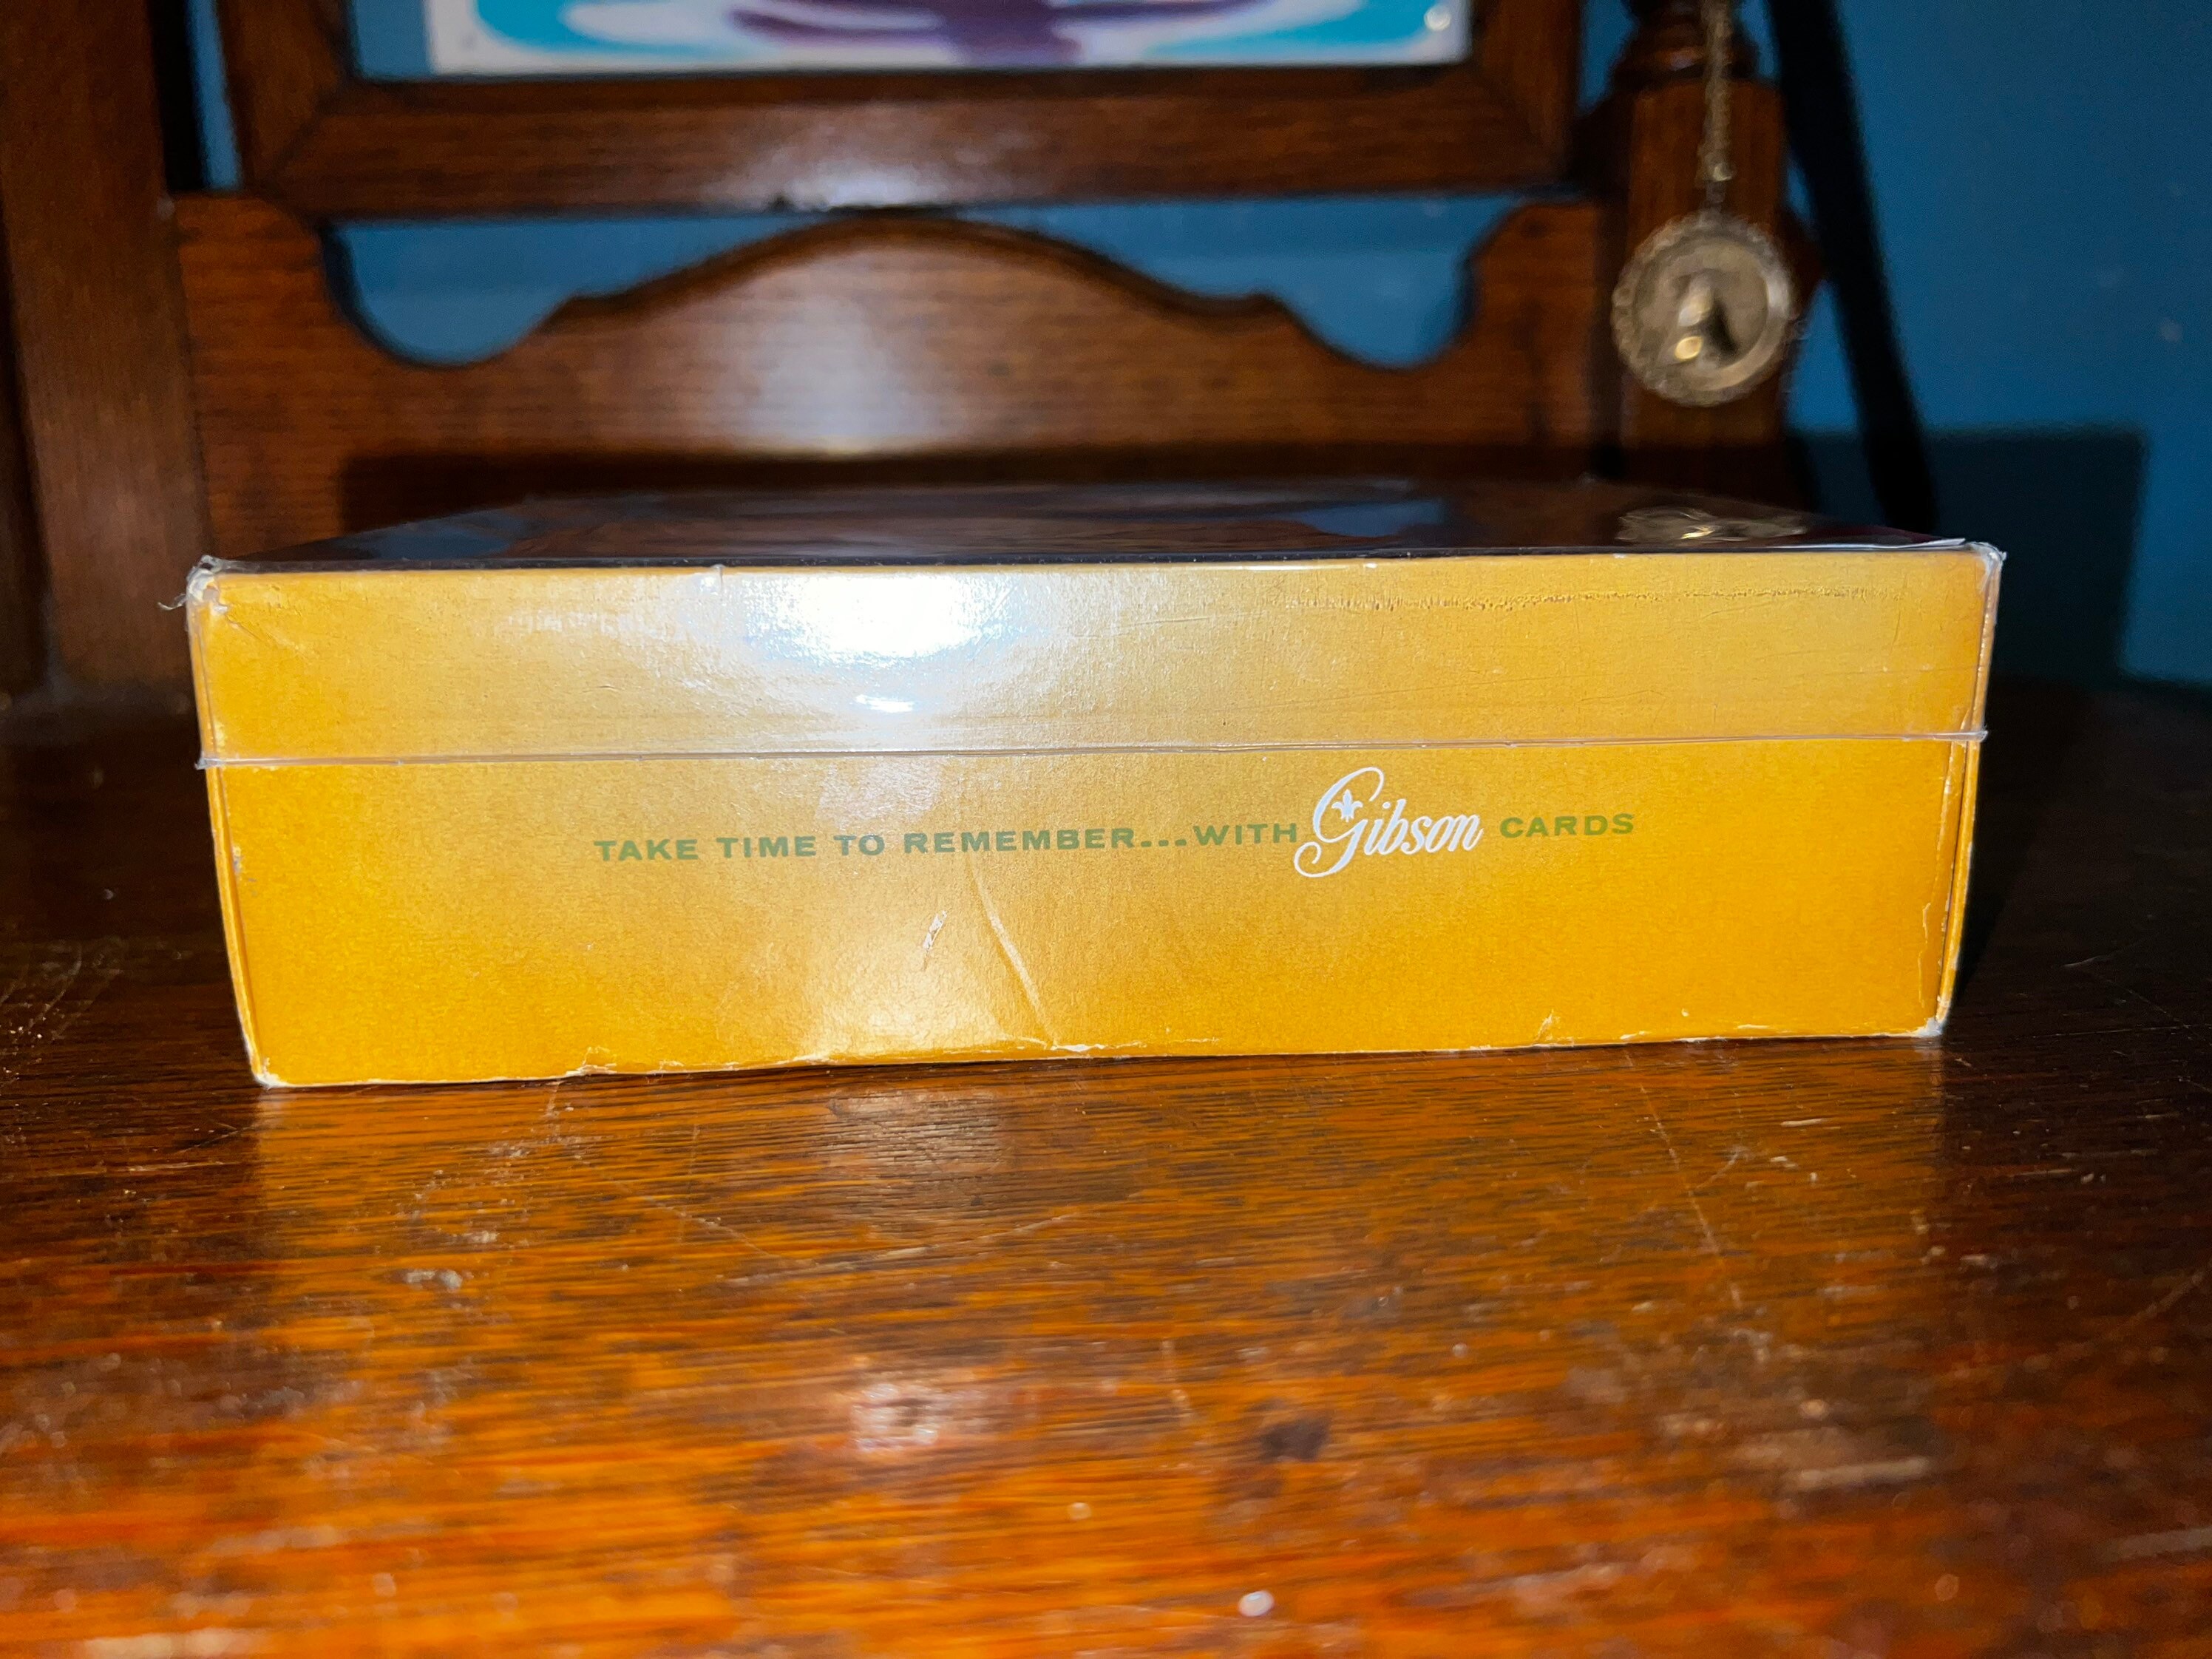 TAKE TIME TO REMEMBER...WITH Gibson CARDS